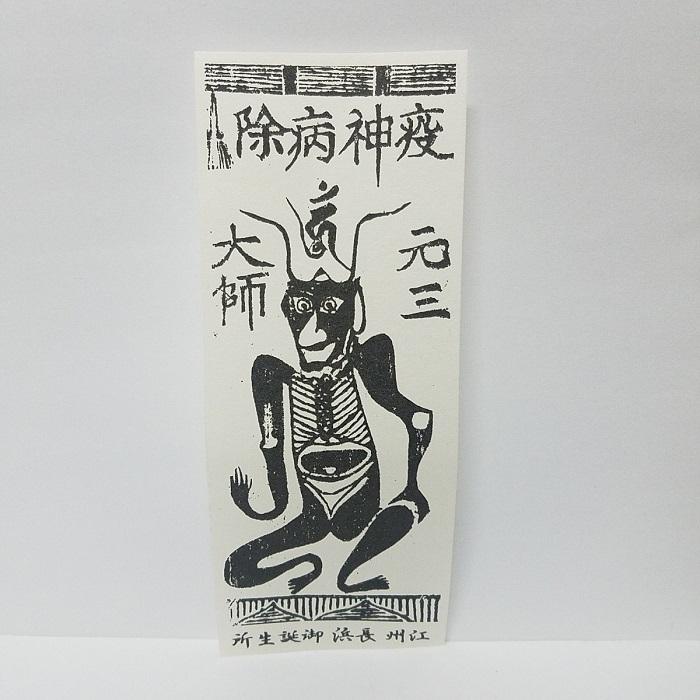 疫神病除
元三
大師
江州長浜御誕生所